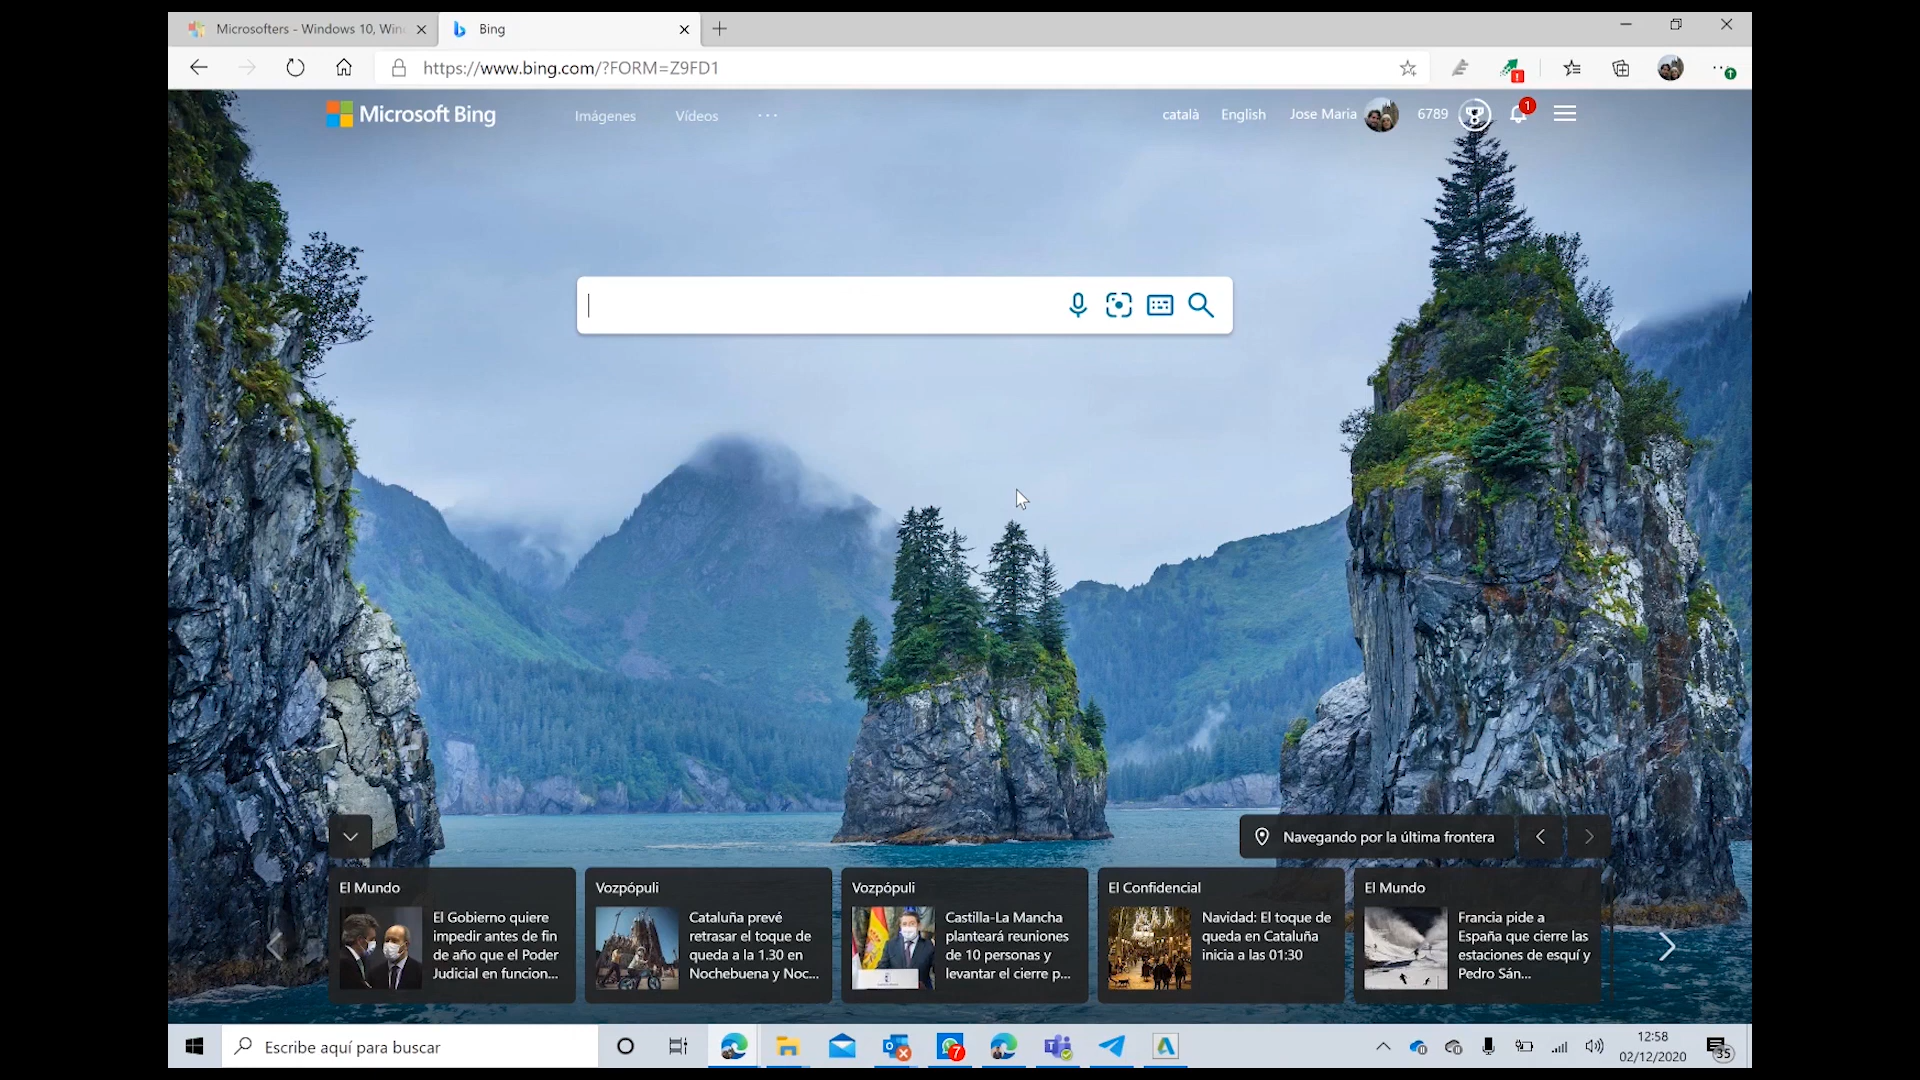 Microsofters - Windows 10, Win
Bing
https://www.bing.com/?FORM=Z9FD1
Microsoft Bing
Imágenes
Vídeos
català
English
Jose Maria
6789
1
Navegando por la última frontera
El Mundo
El Gobierno quiere
impedir antes de fin
de año que el Poder
Judicial en funcion...
Vozpópuli
Cataluña prevé
retrasar el toque de
queda a la 1.30 en
Nochebuena y Noc...
Vozpópuli
Castilla-La Mancha
planteará reuniones
de 10 personas y
levantar el cierre p...
El Confidencial
Navidad: El toque de
queda en Cataluña
inicia a las 01:30
El Mundo
Francia pide a
España que cierre las
estaciones de esquí y
Pedro Sán...
Escribe aquí para buscar
7
12:58
02/12/2020
35